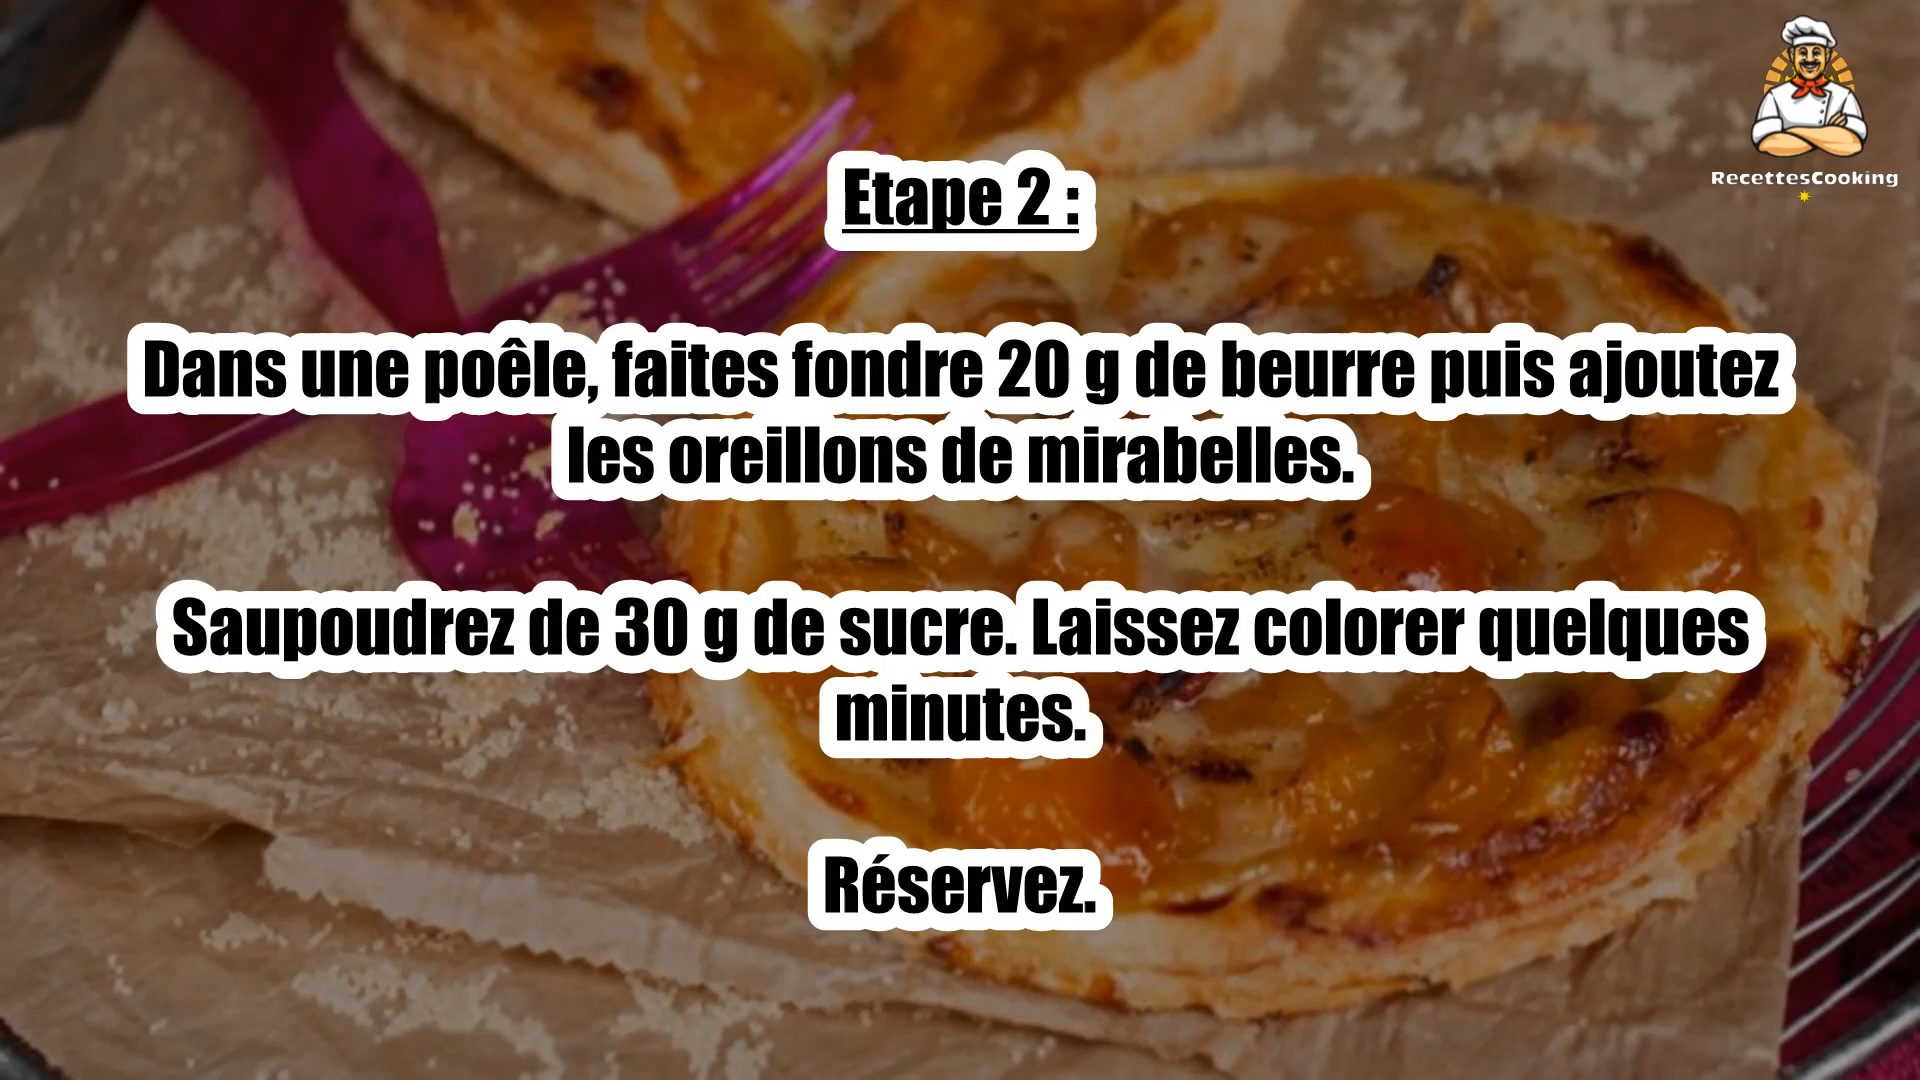 RecettesCooking
Etape 2 :
Dans une poêle, faites fondre 20 g de beurre puis ajoutez
les oreillons de mirabelles.
Saupoudrez de 30 g de sucre. Laissez colorer quelques
minutes.
Réservez.